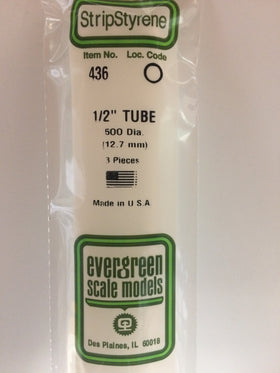 StripStyrene
Item No. Loc. Code
436
1/2" TUBE
500 Dia.
(12.7 mm)
3 Pieces
Made in U.S.A
evergreen
scale models
Des Plaines, IL 60018